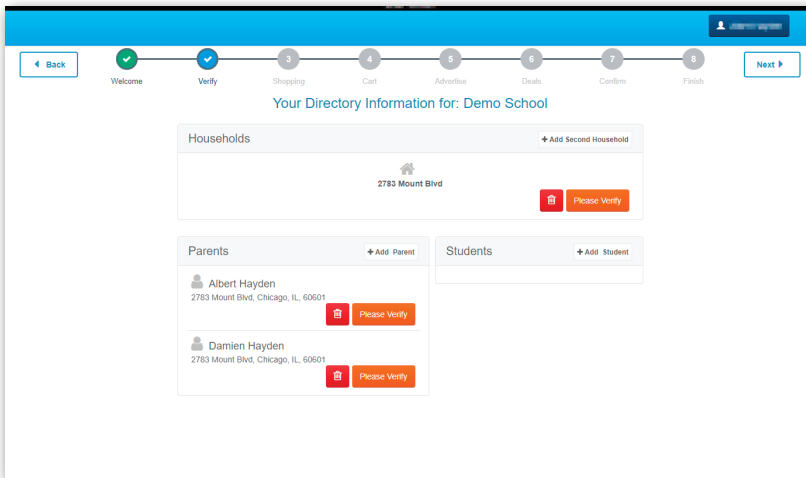 Back
Next
3
4
5
6
7
8
Welcome
Verify
Shopping
Cart
Advertise
Deals
Confirm
Finish
Your Directory Information for: Demo School
Households
+ Add Second Household
2783 Mount Blvd
Please Verify
Parents
+ Add Parent
Students
+ Add Student
Albert Hayden
2783 Mount Blvd, Chicago, IL, 60601
Please Verify
Damien Hayden
2783 Mount Blvd, Chicago, IL, 60601
Please Verify